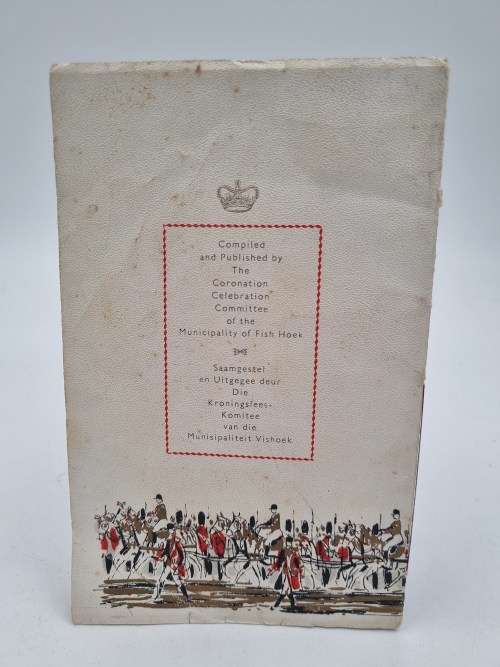 Compiled
and Published by
The
Coronation
Celebration
Committee
of the
Municipality of Fish Hoek
Saamgestel
en Uitgegee deur
Die
Kroningsfees-
Komitee
van die
Munisipaliteit Vishoek